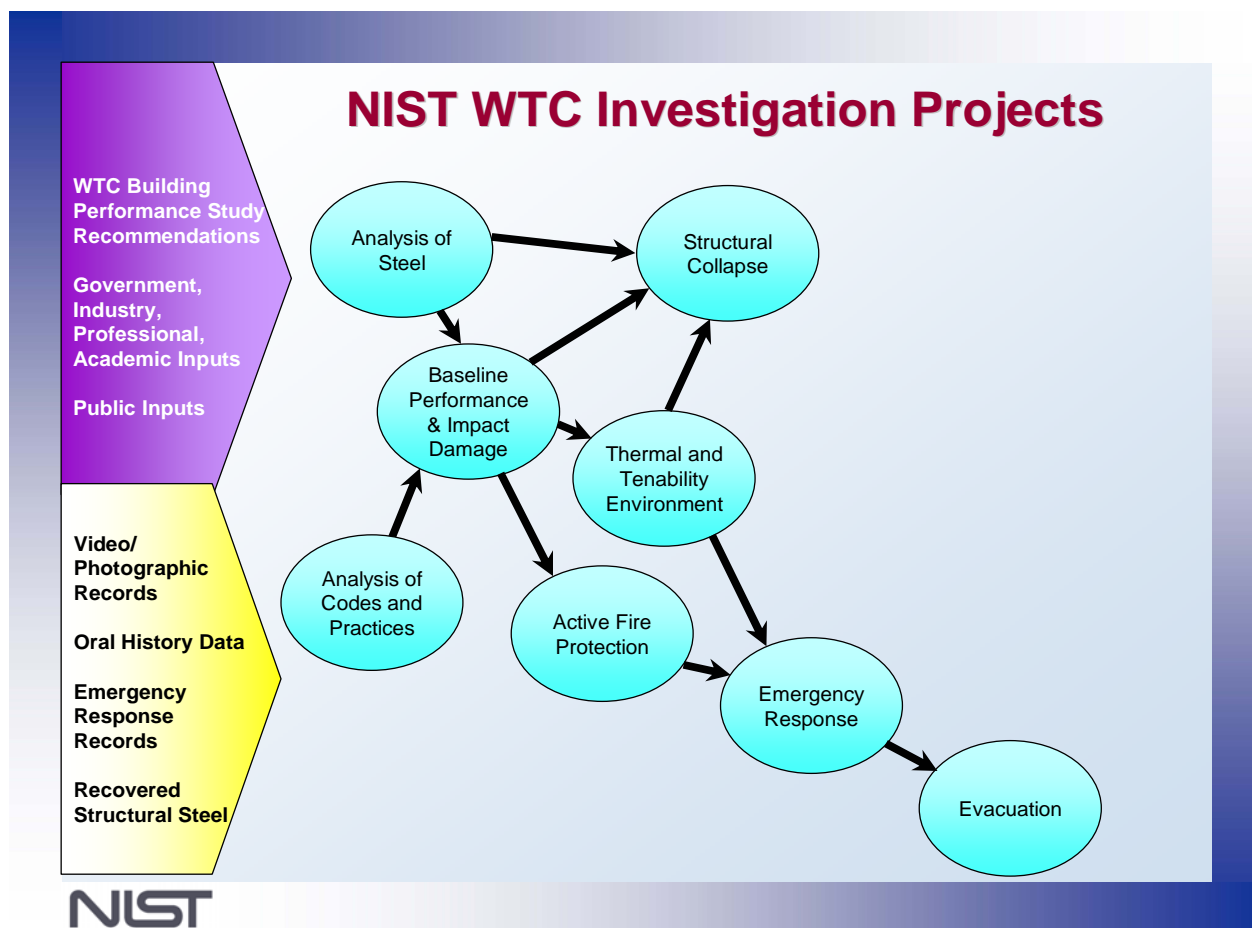 NIST WTC Investigation Projects
WTC Building
Performance Study
Recommendations
Government,
Industry,
Professional,
Academic Inputs
Public Inputs
Video/
Photographic
Records
Oral History Data
Emergency
Response
Records
Recovered
Structural Steel
Analysis of
Steel
Structural
Collapse
Baseline
Performance
& Impact
Damage
Thermal and
Tenability
Environment
Analysis of
Codes and
Practices
Active Fire
Protection
Emergency
Response
Evacuation
NIST